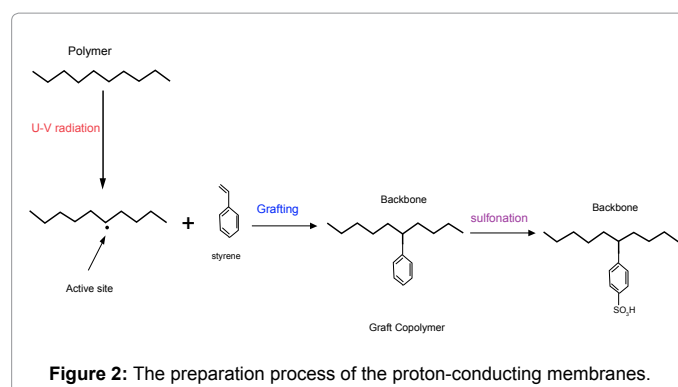 Polymer
U-V radiation
+
styrene
Grafting
Backbone
sulfonation
Backbone
Active site
SO3H
Graft Copolymer
Figure 2: The preparation process of the proton-conducting membranes.